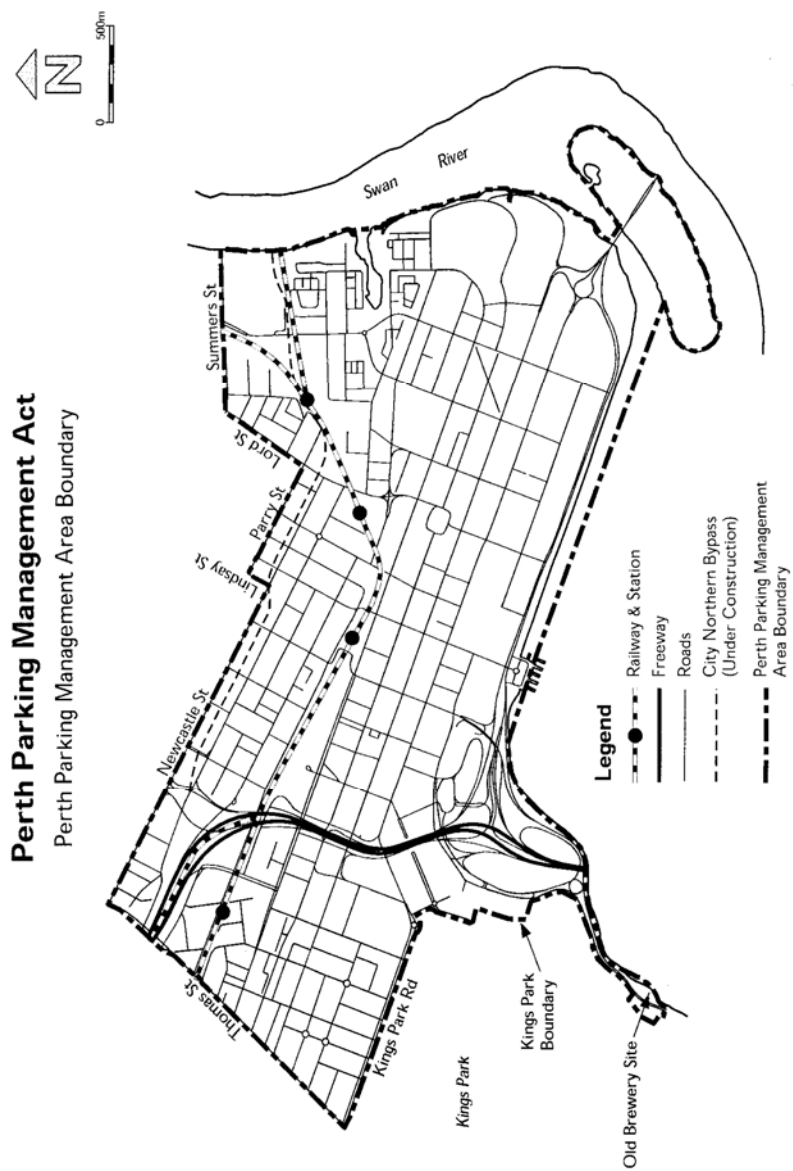 Perth Parking Management Act
Perth Parking Management Area Boundary
N
0 500m
Summers St
Lord St
Parry St
Lindsay St
Newcastle St
Thomas St
Kings Park Rd
Kings Park
Kings Park
Boundary
Old Brewery Site
Swan River
Legend
Railway & Station
Freeway
Roads
City Northern Bypass
(Under Construction)
Perth Parking Management
Area Boundary